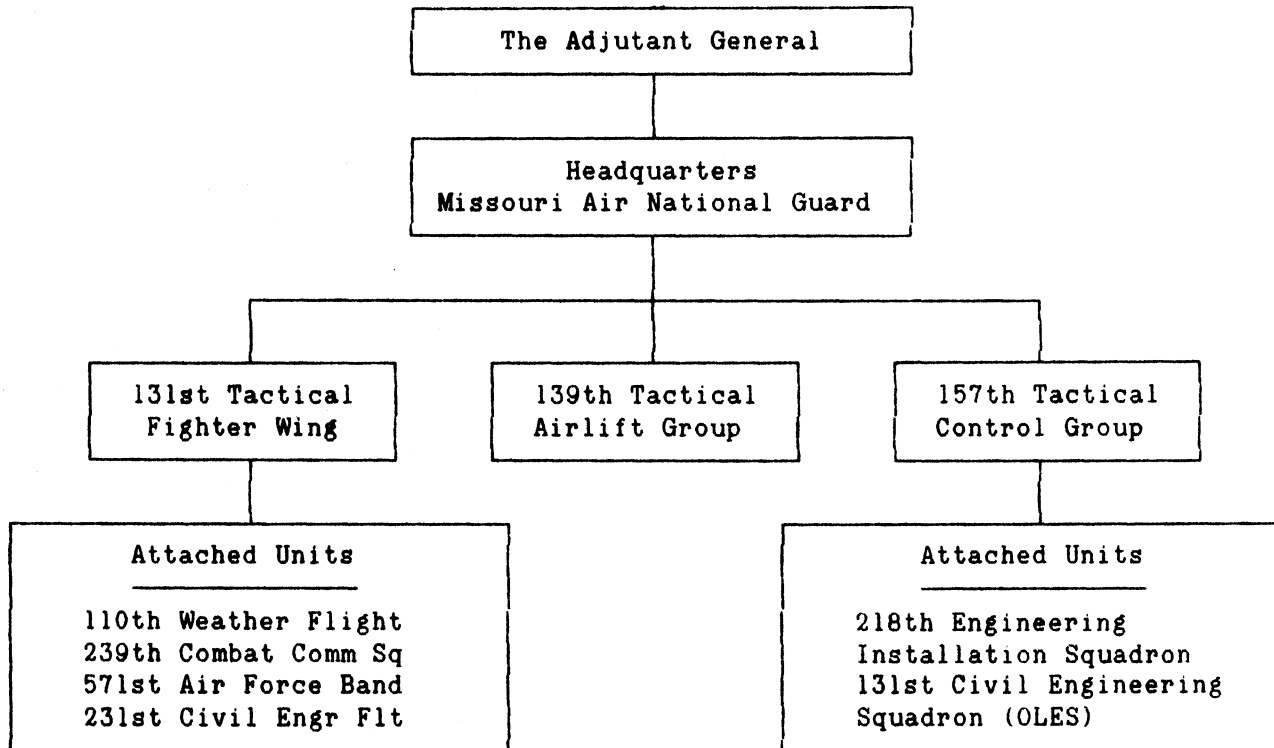 The Adjutant General
Headquarters
Missouri Air National Guard
131st Tactical
Fighter Wing
139th Tactical
Airlift Group
157th Tactical
Control Group
Attached Units
110th Weather Flight
239th Combat Comm Sq
571st Air Force Band
231st Civil Engr Flt
Attached Units
218th Engineering
Installation Squadron
131st Civil Engineering
Squadron (OLES)